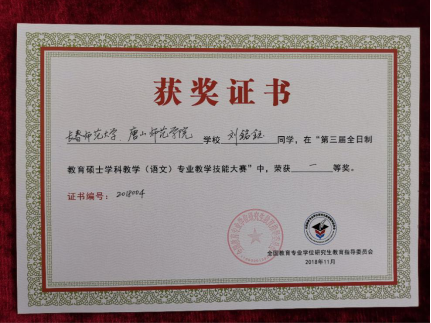 获奖证书
长春师范大学、唐山师范学院 学校 刘铭钰 同学，在“第三届全日制
教育硕士学科教学（语文）专业教学技能大赛”中，荣获 一 等奖。
证书编号：2018004
全国教育专业学位研究生教育指导委员会
2018年11月